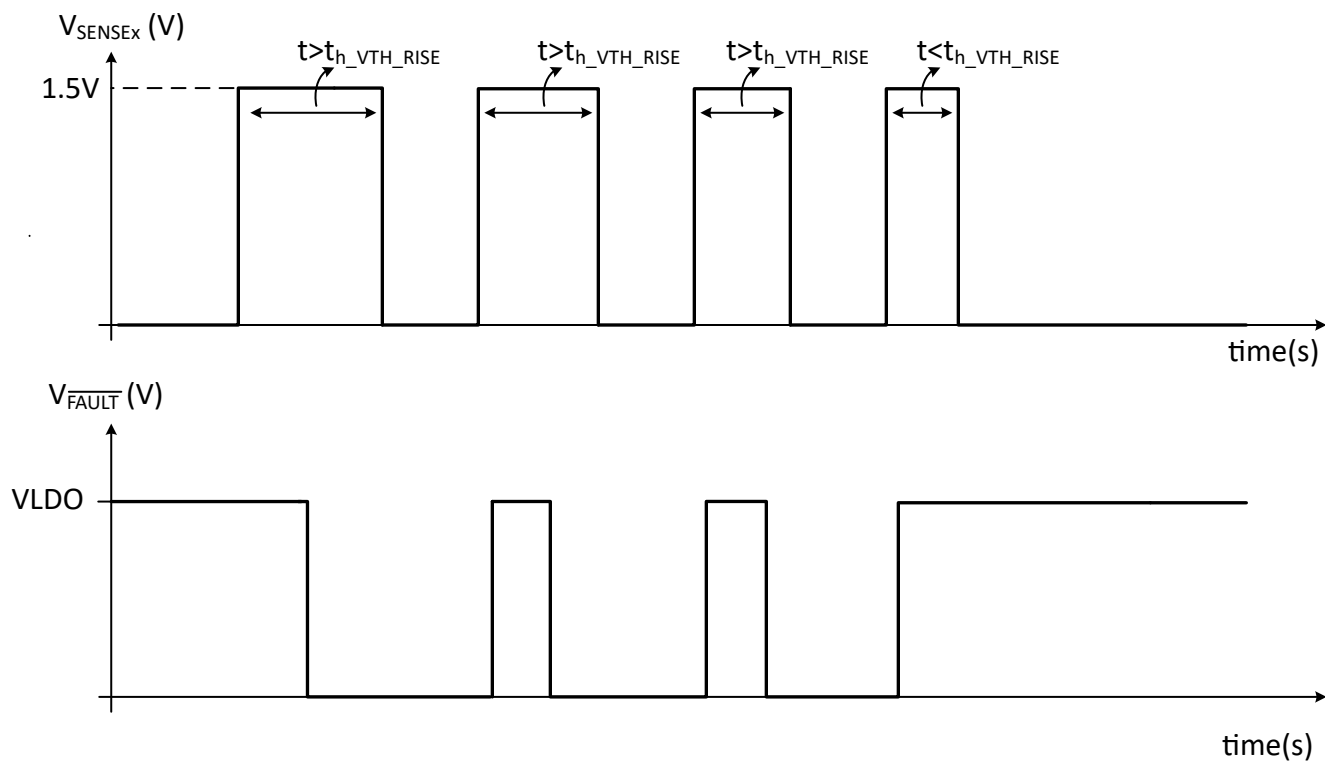 V_SENSEx (V)
t>t_h_VTH_RISE
t>t_h_VTH_RISE
t>t_h_VTH_RISE
t<t_h_VTH_RISE
1.5V
time(s)
V_FAULT (V)
VLDO
time(s)